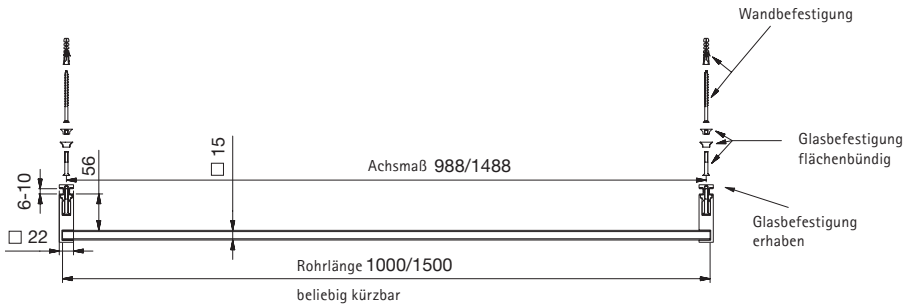 Wandbefestigung
Glasbefestigung
flächenbündig
□ 15
56
Achsmaß 988/1488
6-10
Glasbefestigung
erhaben
□ 22
Rohrlänge 1000/1500
beliebig kürzbar